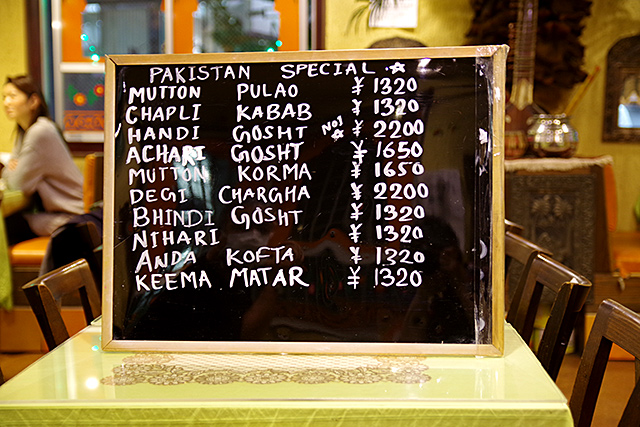 PAKISTAN SPECIAL ☆
MUTTON PULAO ¥ 1320
CHAPLI KABAB ¥ 1320
HANDI GOSHT NO1 ☆ ¥ 2200
ACHARI GOSHT ¥ 1650
MUTTON KORMA ¥ 1650
DEGI CHARGHA ¥ 2200
BHINDI GOSHT ¥ 1320
NIHARI ¥ 1320
ANDA KOFTA ¥ 1320
KEEMA MATAR ¥ 1320